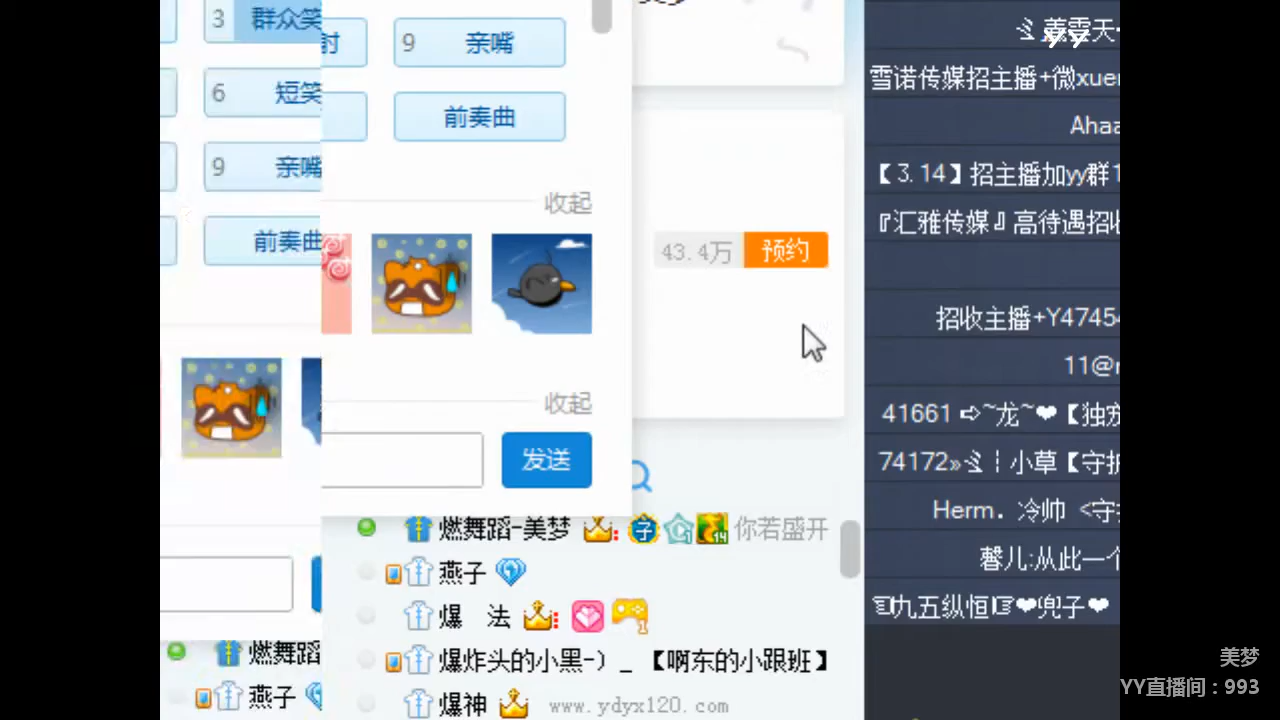 3 群众笑
6 短笑
9 亲嘴
前奏曲
射
9 亲嘴
前奏曲
收起
收起
发送
43.4万 预约
燃舞蹈-美梦 14 你若盛开
燕子
爆 法
爆炸头的小黑-) _ 【啊东的小跟班】
爆神 www.ydyx120.com
燃舞蹈
燕子
雪诺传媒招主播+微xue
Ahaa
【3.14】招主播加yy群1
『汇雅传媒』高待遇招收
招收主播+Y4745
11@
41661 ➪~龙~❤【独宠
74172» 小草【守护
Herm. 冷帅 <守
馨儿:从此一个
九五纵恒☞❤兜子❤
美梦
YY直播间：993